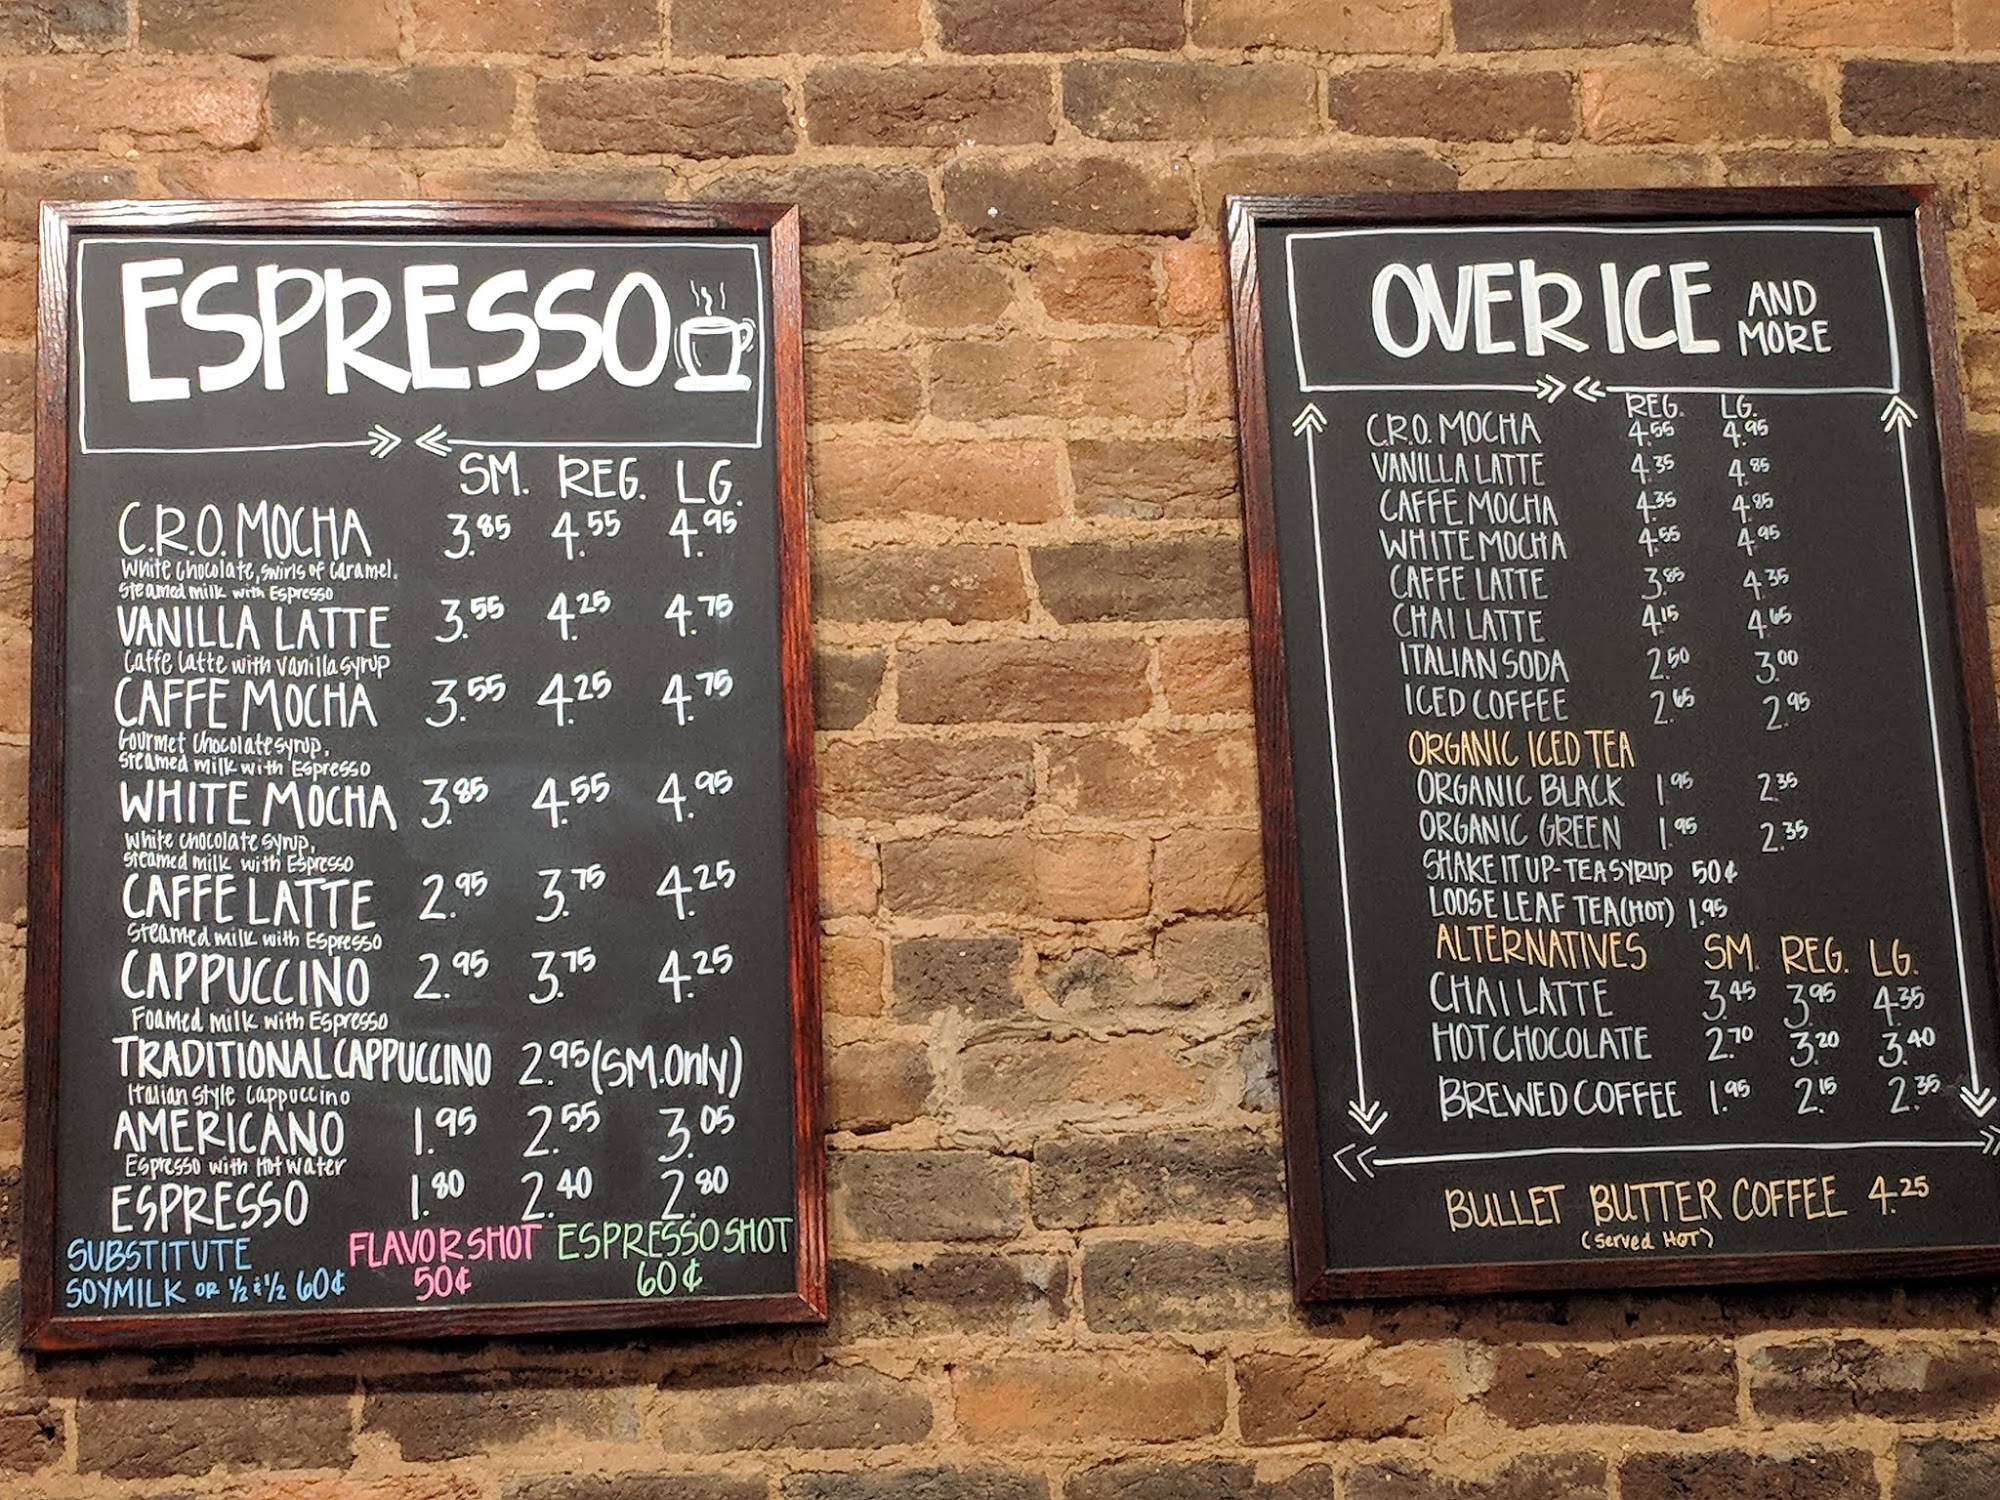 ESPRESSO
SM. REG. LG.
C.R.O. MOCHA 3.85 4.55 4.95
White Chocolate, swirls of Caramel,
Steamed milk with Espresso
VANILLA LATTE 3.55 4.25 4.75
Caffe Latte with Vanilla Syrup
CAFFE MOCHA 3.55 4.25 4.75
Gourmet Chocolate Syrup,
Steamed milk with Espresso
WHITE MOCHA 3.85 4.55 4.95
White Chocolate Syrup,
Steamed milk with Espresso
CAFFE LATTE 2.95 3.75 4.25
Steamed milk with Espresso
CAPPUCCINO 2.95 3.75 4.25
Foamed Milk with Espresso
TRADITIONAL CAPPUCCINO 2.95 (SM. Only)
Italian Style Cappuccino
AMERICANO 1.95 2.55 3.05
Espresso with Hot Water
ESPRESSO 1.80 2.40 2.80
SUBSTITUTE
SOYMILK OR ½ & ½ 60¢
FLAVOR SHOT
50¢
ESPRESSO SHOT
60¢
OVER ICE AND
MORE
REG. LG.
C.R.O. MOCHA 4.55 4.95
VANILLA LATTE 4.35 4.85
CAFFE MOCHA 4.35 4.85
WHITE MOCHA 4.55 4.95
CAFFE LATTE 3.85 4.35
CHAI LATTE 4.15 4.65
ITALIAN SODA 2.50 3.00
ICED COFFEE 2.65 2.95
ORGANIC ICED TEA
ORGANIC BLACK 1.95 2.35
ORGANIC GREEN 1.95 2.35
SHAKE IT UP - TEA SYRUP 50¢
LOOSE LEAF TEA (HOT) 1.95
ALTERNATIVES SM. REG. LG.
CHAI LATTE 3.45 3.95 4.35
HOT CHOCOLATE 2.70 3.20 3.40
BREWED COFFEE 1.95 2.15 2.35
BULLET BUTTER COFFEE 4.25
(Served HOT)